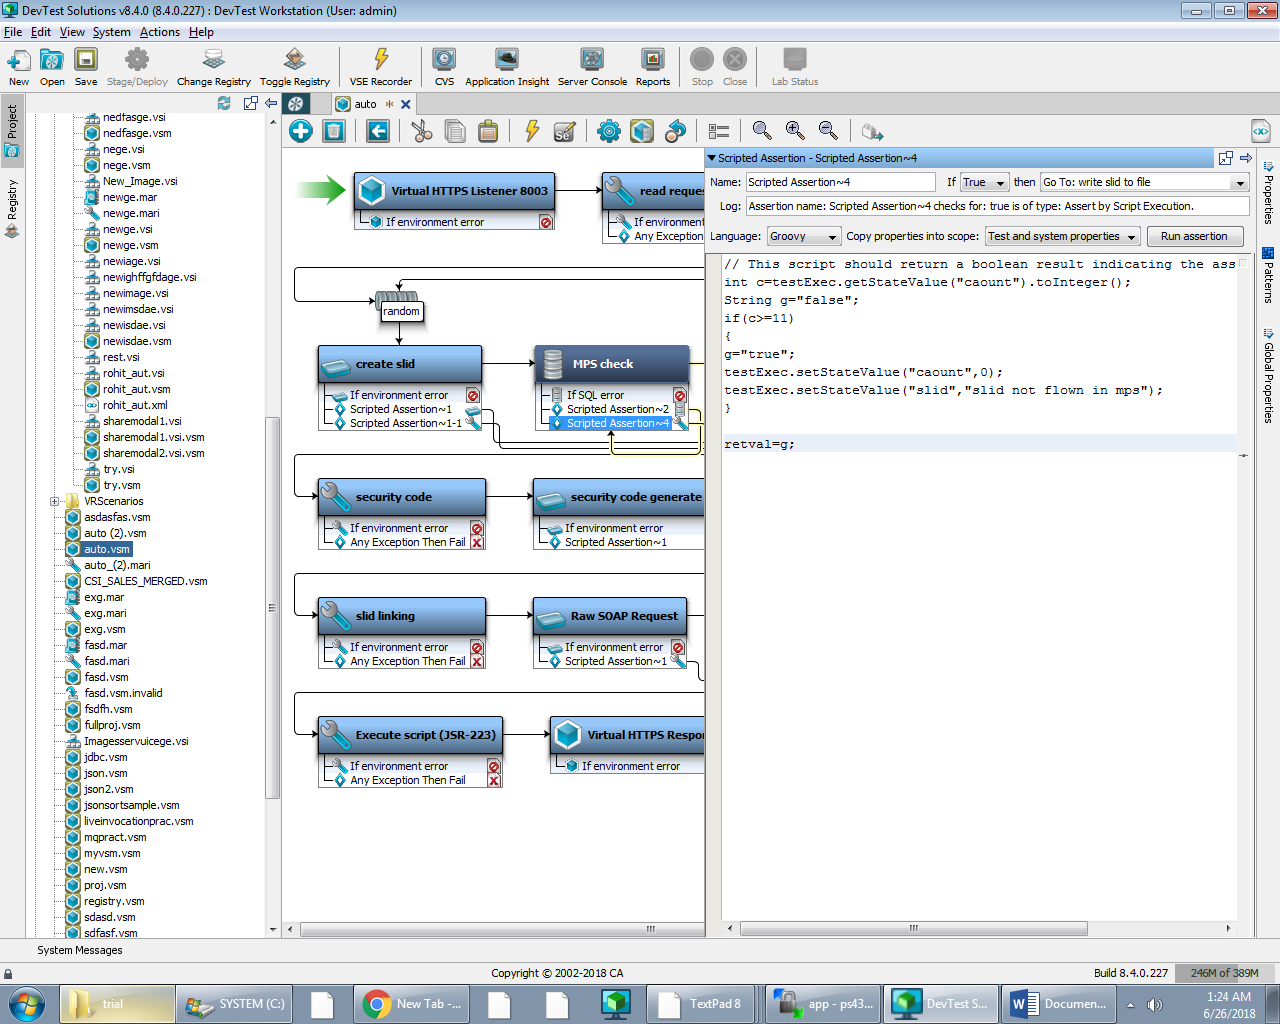 DevTest Solutions v8.4.0 (8.4.0.227) : DevTest Workstation (User: admin)
File Edit View System Actions Help
New Open Save Stage/Deploy Change Registry Toggle Registry VSE Recorder CVS Application Insight Server Console Reports Stop Close Lab Status
Project
Registry
nedfasge.vsi
nedfasge.vsm
nege.vsi
nege.vsm
New_Image.vsi
newge.mar
newge.mari
newge.vsi
newge.vsm
newiage.vsi
newighffgfdage.vsi
newimage.vsi
newimsdae.vsi
newisdae.vsi
newisdae.vsm
rest.vsi
rohit_aut.vsi
rohit_aut.vsm
rohit_aut.xml
sharemodal1.vsi
sharemodal1.vsi.vsm
sharemodal2.vsi.vsm
try.vsi
try.vsm
VRScenarios
asdasfas.vsm
auto (2).vsm
auto.vsm
auto_(2).mari
CSI_SALES_MERGED.vsm
exg.mar
exg.mari
exg.vsm
fasd.mar
fasd.mari
fasd.vsm
fasd.vsm.invalid
fsdfh.vsm
fullproj.vsm
Imagesservuicege.vsi
jdbc.vsm
json.vsm
json2.vsm
jsonsortsample.vsm
liveinvocationprac.vsm
mqpract.vsm
myvsm.vsm
new.vsm
proj.vsm
registry.vsm
sdasd.vsm
sdfasf.vsm
auto
Virtual HTTPS Listener 8003
If environment error
read reque
If environmen
Any Exception
random
create slid
If environment error
Scripted Assertion~1
Scripted Assertion~1-1
MPS check
If SQL error
Scripted Assertion~2
Scripted Assertion~4
security code
If environment error
Any Exception Then Fail
security code generate
If environment error
Scripted Assertion~1
slid linking
If environment error
Any Exception Then Fail
Raw SOAP Request
If environment error
Scripted Assertion~1
Execute script (JSR-223)
If environment error
Any Exception Then Fail
Virtual HTTPS Respor
If environment error
Scripted Assertion - Scripted Assertion~4
Name: Scripted Assertion~4 If True then Go To: write slid to file
Log: Assertion name: Scripted Assertion~4 checks for: true is of type: Assert by Script Execution.
Language: Groovy Copy properties into scope: Test and system properties Run assertion
// This script should return a boolean result indicating the ass
int c=testExec.getStateValue("caount").toInteger();
String g="false";
if(c>=11)
{
g="true";
testExec.setStateValue("caount",0);
testExec.setStateValue("slid","slid not flown in mps");
}
retval=g;
Properties
Patterns
Global Properties
System Messages
Copyright © 2002-2018 CA
Build 8.4.0.227
246M of 389M
trial
SYSTEM (C:)
New Tab -...
TextPad 8
app - ps43...
DevTest S...
Documen...
1:24 AM
6/26/2018